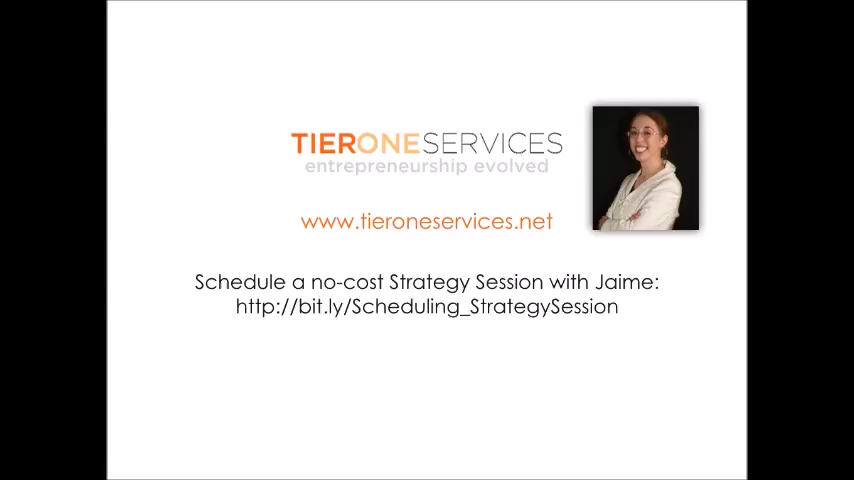 TIERONESERVICES
entrepreneurship evolved
www.tieroneservices.net
Schedule a no-cost Strategy Session with Jaime:
http://bit.ly/Scheduling_StrategySession